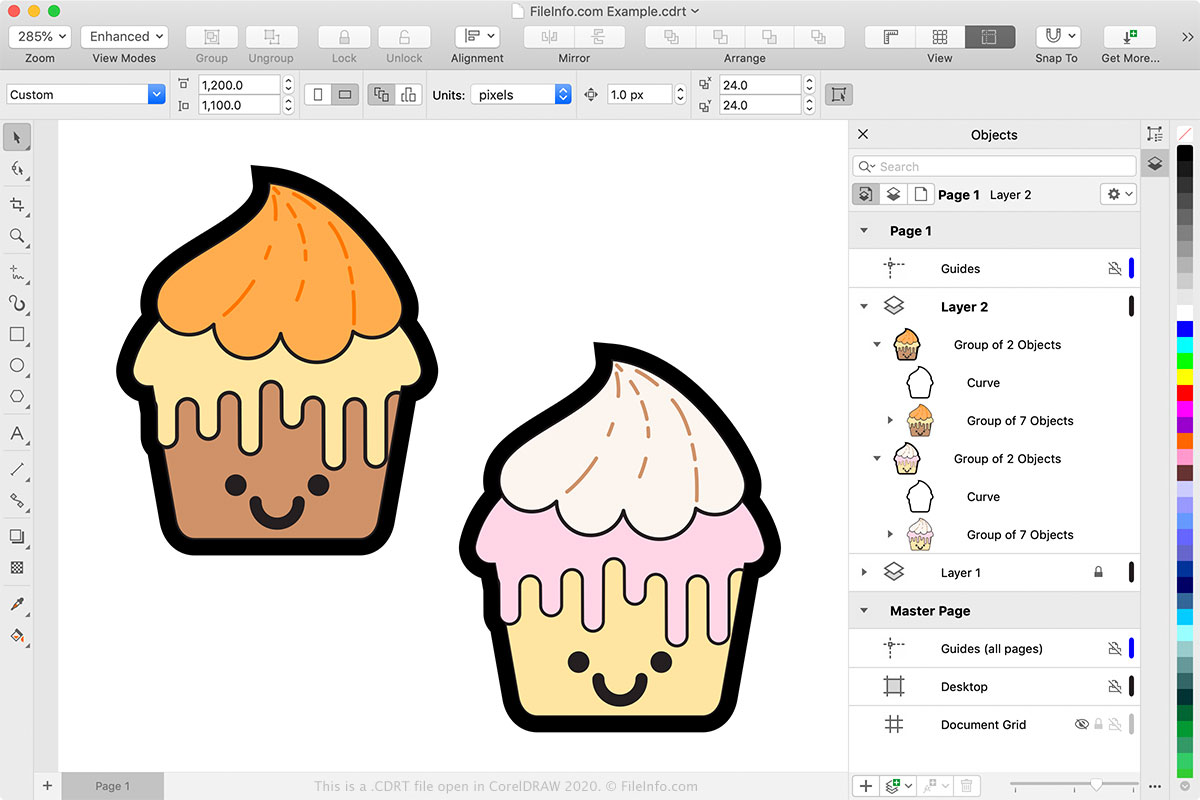 FileInfo.com Example.cdrt
285%
Enhanced
Zoom
View Modes
Group
Ungroup
Lock
Unlock
Alignment
Mirror
Arrange
View
Snap To
Get More...
Custom
1,200.0
1,100.0
Units:
pixels
1.0 px
24.0
24.0
Objects
Search
Page 1 Layer 2
Page 1
Guides
Layer 2
Group of 2 Objects
Curve
Group of 7 Objects
Group of 2 Objects
Curve
Group of 7 Objects
Layer 1
Master Page
Guides (all pages)
Desktop
Document Grid
Page 1
This is a .CDRT file open in CorelDRAW 2020. © FileInfo.com